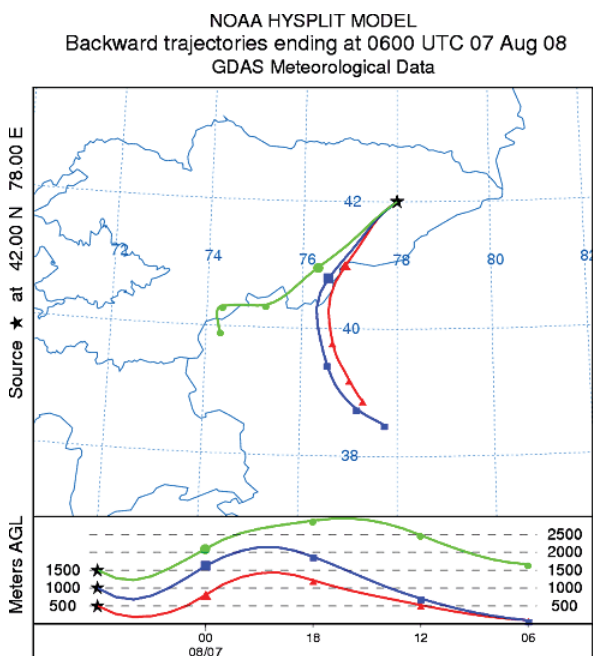 NOAA HYSPLIT MODEL
Backward trajectories ending at 0600 UTC 07 Aug 08
GDAS Meteorological Data
Source ★ at 42.00 N 78.00 E
42
72 74 76 78 80 82
40
38
Meters AGL
1500
1000
500
2500
2000
1500
1000
500
00 18 12 06
08/07